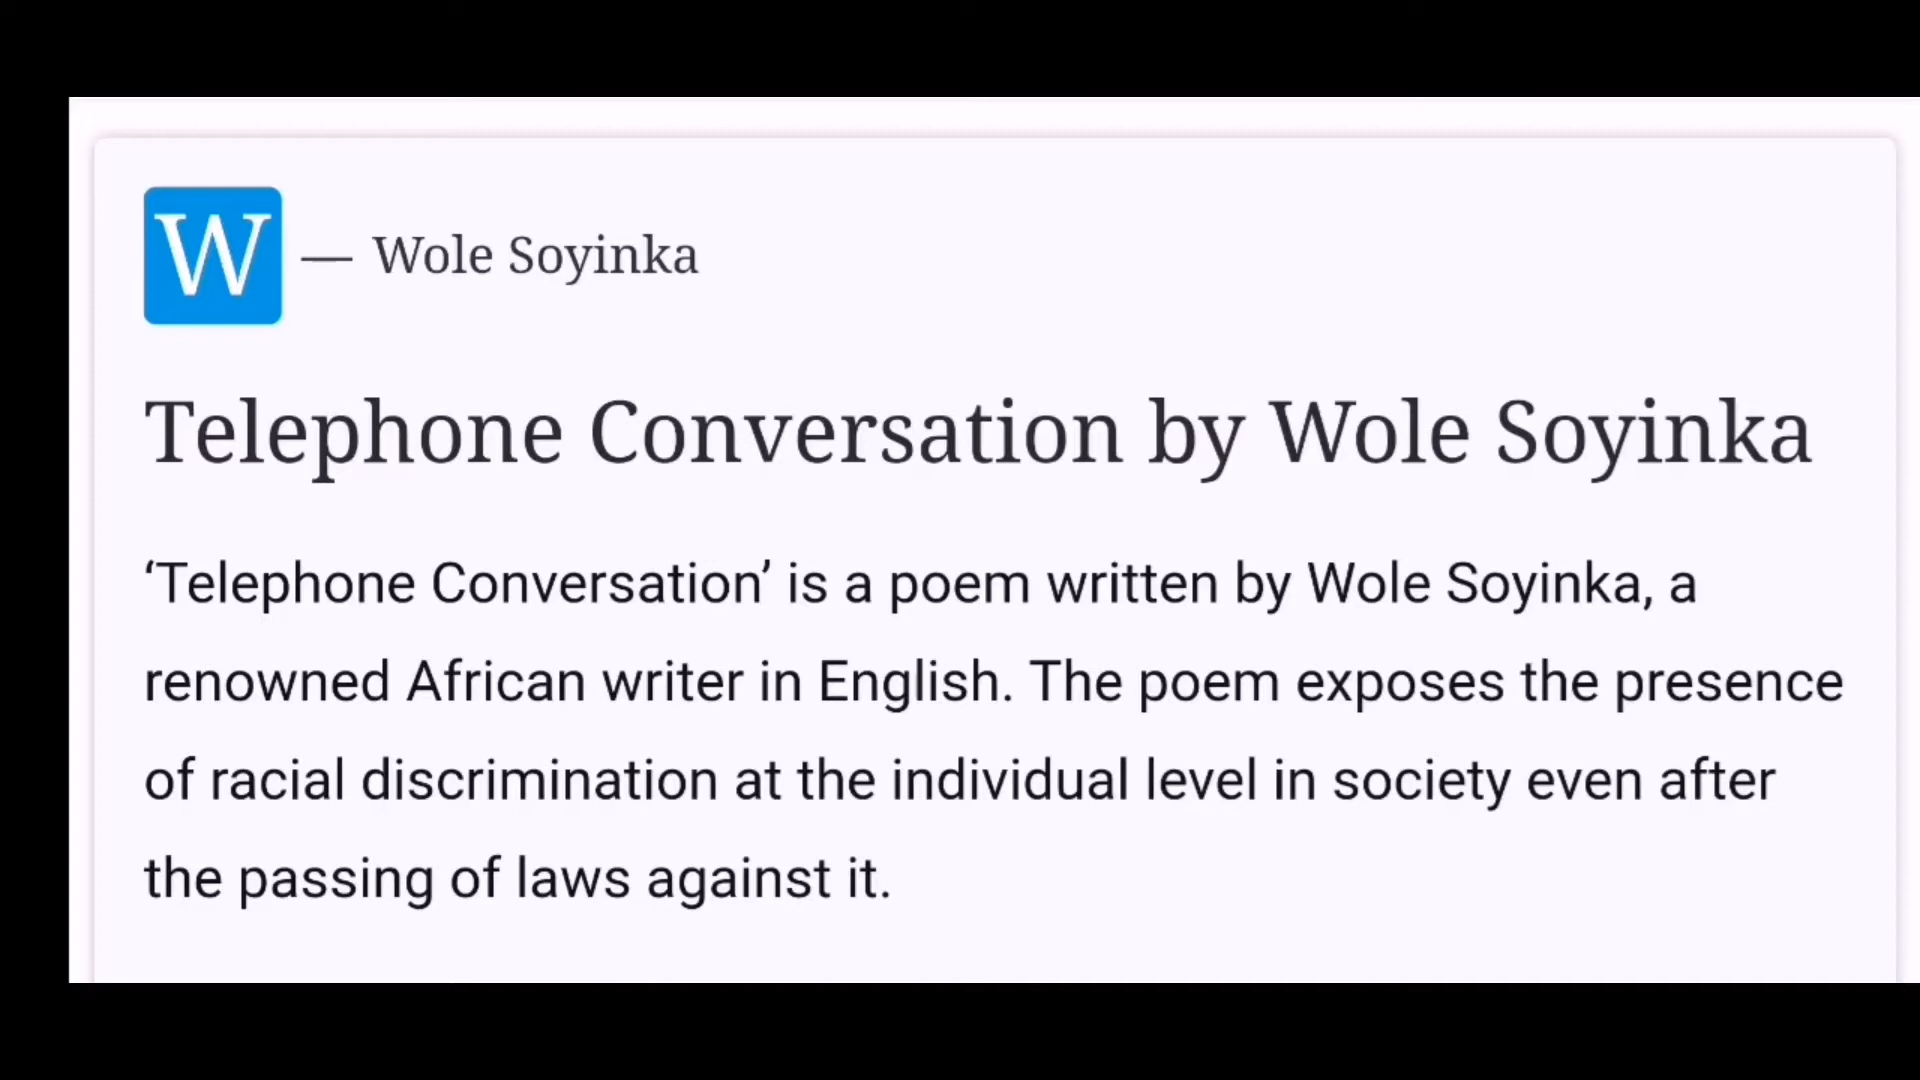 W — Wole Soyinka
Telephone Conversation by Wole Soyinka
‘Telephone Conversation’ is a poem written by Wole Soyinka, a
renowned African writer in English. The poem exposes the presence
of racial discrimination at the individual level in society even after
the passing of laws against it.